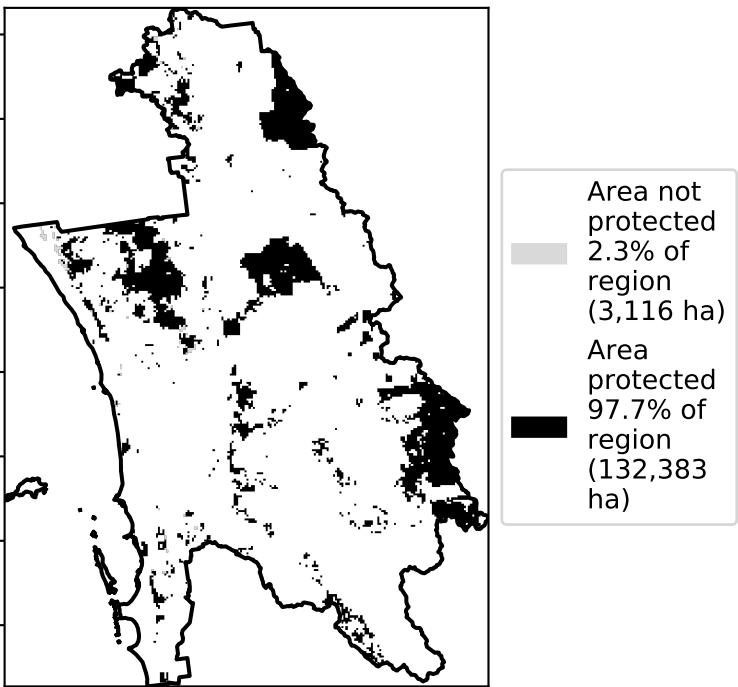 Area not
protected
2.3% of
region
(3,116 ha)
Area
protected
97.7% of
region
(132,383
ha)